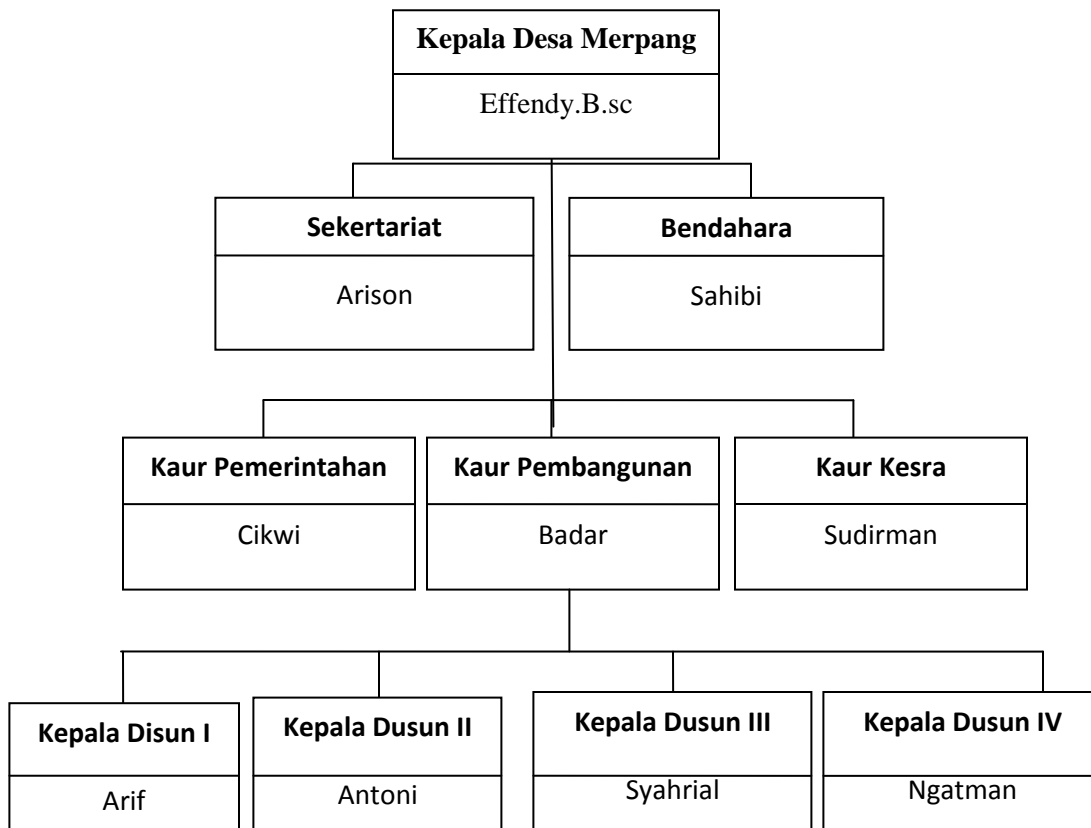 Kepala Desa Merpang
Effendy.B.sc
Sekertariat
Arison
Bendahara
Sahibi
Kaur Pemerintahan
Cikwi
Kaur Pembangunan
Badar
Kaur Kesra
Sudirman
Kepala Disun I
Arif
Kepala Dusun II
Antoni
Kepala Dusun III
Syahrial
Kepala Dusun IV
Ngatman